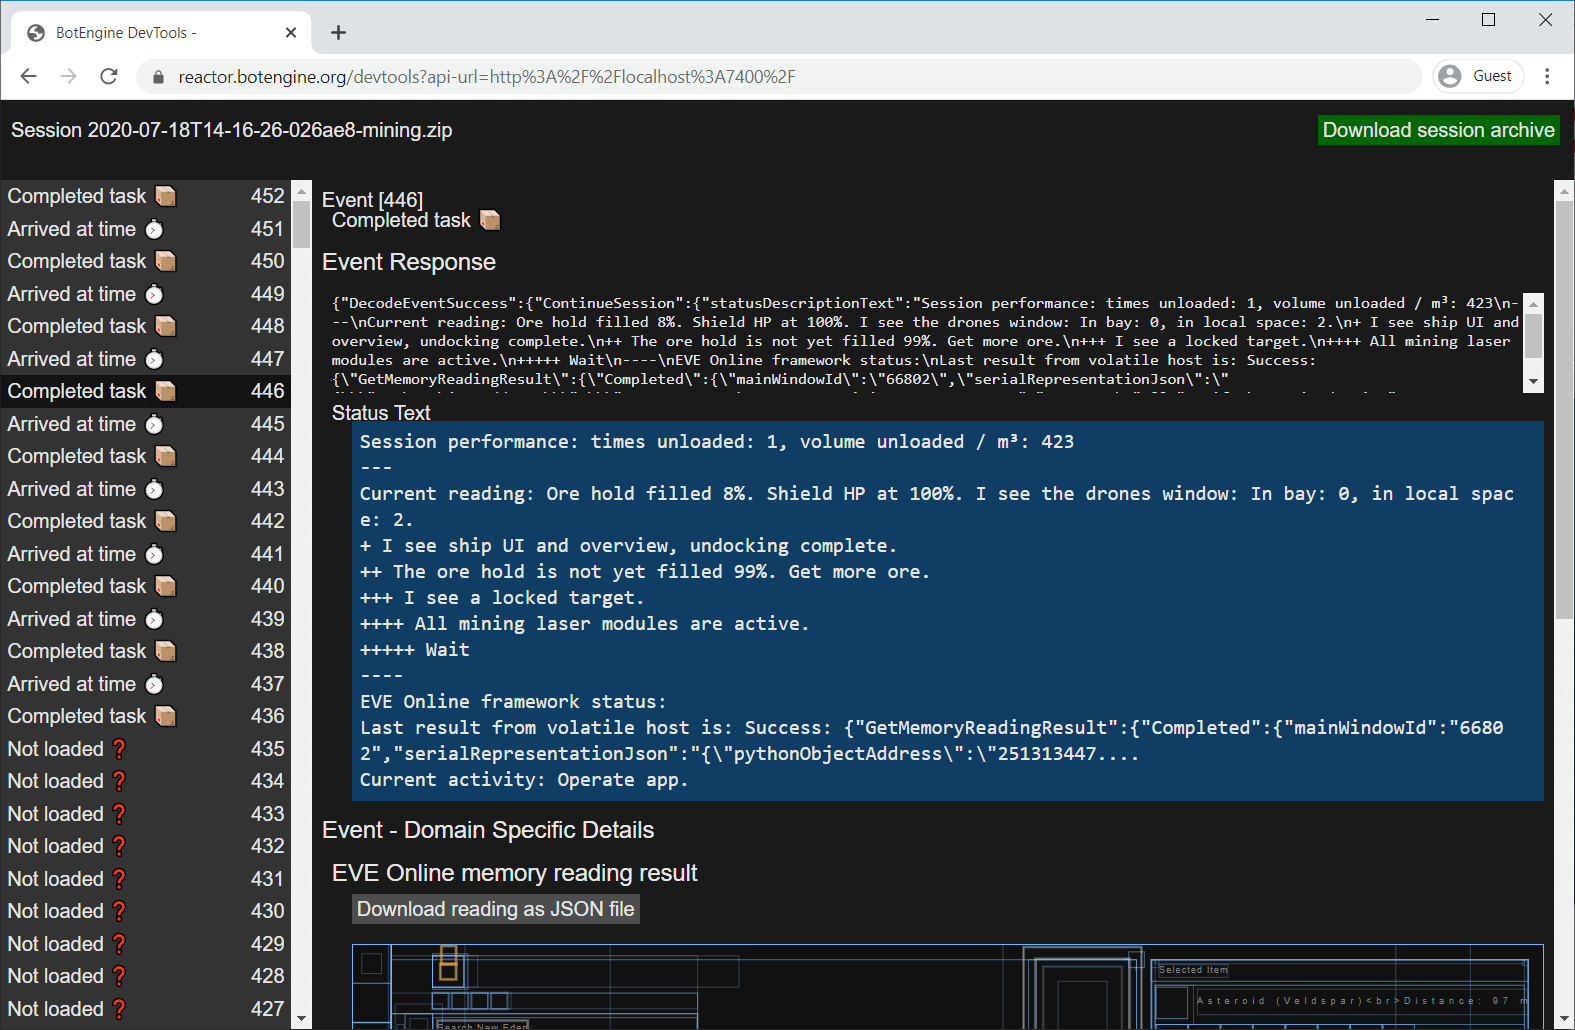 BotEngine DevTools -
reactor.botengine.org/devtools?api-url=http%3A%2F%2Flocalhost%3A7400%2F
Guest
Session 2020-07-18T14-16-26-026ae8-mining.zip
Download session archive
Completed task 452
Arrived at time 451
Completed task 450
Arrived at time 449
Completed task 448
Arrived at time 447
Completed task 446
Arrived at time 445
Completed task 444
Arrived at time 443
Completed task 442
Arrived at time 441
Completed task 440
Arrived at time 439
Completed task 438
Arrived at time 437
Completed task 436
Not loaded 435
Not loaded 434
Not loaded 433
Not loaded 432
Not loaded 431
Not loaded 430
Not loaded 429
Not loaded 428
Not loaded 427
Event [446]
Completed task
Event Response
{"DecodeEventSuccess":{"ContinueSession":{"statusDescriptionText":"Session performance: times unloaded: 1, volume unloaded / m³: 423\n-
--\nCurrent reading: Ore hold filled 8%. Shield HP at 100%. I see the drones window: In bay: 0, in local space: 2.\n+ I see ship UI and
overview, undocking complete.\n++ The ore hold is not yet filled 99%. Get more ore.\n+++ I see a locked target.\n++++ All mining laser
modules are active.\n+++++ Wait\n----\nEVE Online framework status:\nLast result from volatile host is: Success:
{\"GetMemoryReadingResult\":{\"Completed\":{\"mainWindowId\":\"66802\",\"serialRepresentationJson\":\"
Status Text
Session performance: times unloaded: 1, volume unloaded / m³: 423
---
Current reading: Ore hold filled 8%. Shield HP at 100%. I see the drones window: In bay: 0, in local spac
e: 2.
+ I see ship UI and overview, undocking complete.
++ The ore hold is not yet filled 99%. Get more ore.
+++ I see a locked target.
++++ All mining laser modules are active.
+++++ Wait
----
EVE Online framework status:
Last result from volatile host is: Success: {"GetMemoryReadingResult":{"Completed":{"mainWindowId":"6680
2","serialRepresentationJson":"{\"pythonObjectAddress\":\"251313447....
Current activity: Operate app.
Event - Domain Specific Details
EVE Online memory reading result
Download reading as JSON file
Selected Item
Asteroid (Veldspar)<br>Distance: 97 m
Search New Eden